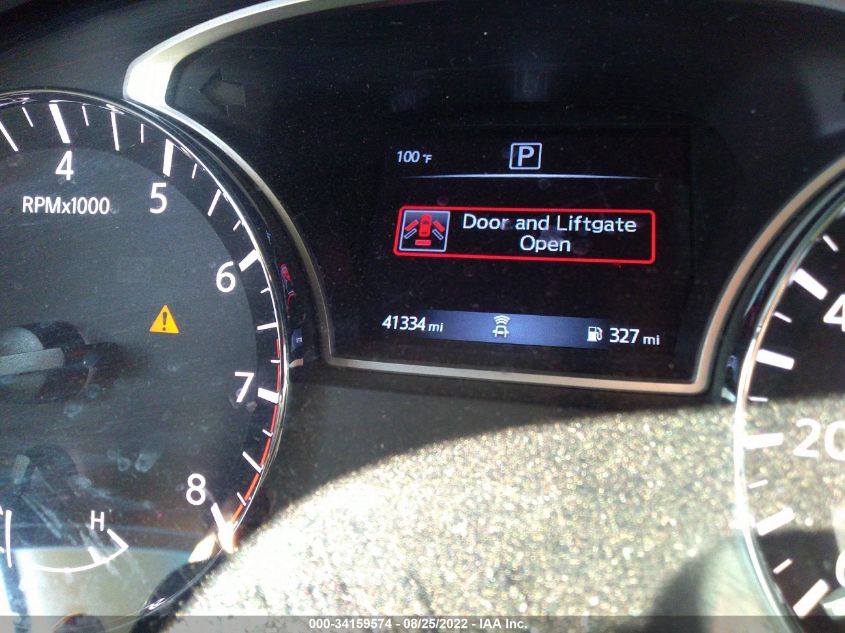 100 °F
P
Door and Liftgate
Open
41334 mi
327 mi
4
5
RPMx1000
6
7
8
H
4
20
000-34159574 - 08/25/2022 - IAA Inc.